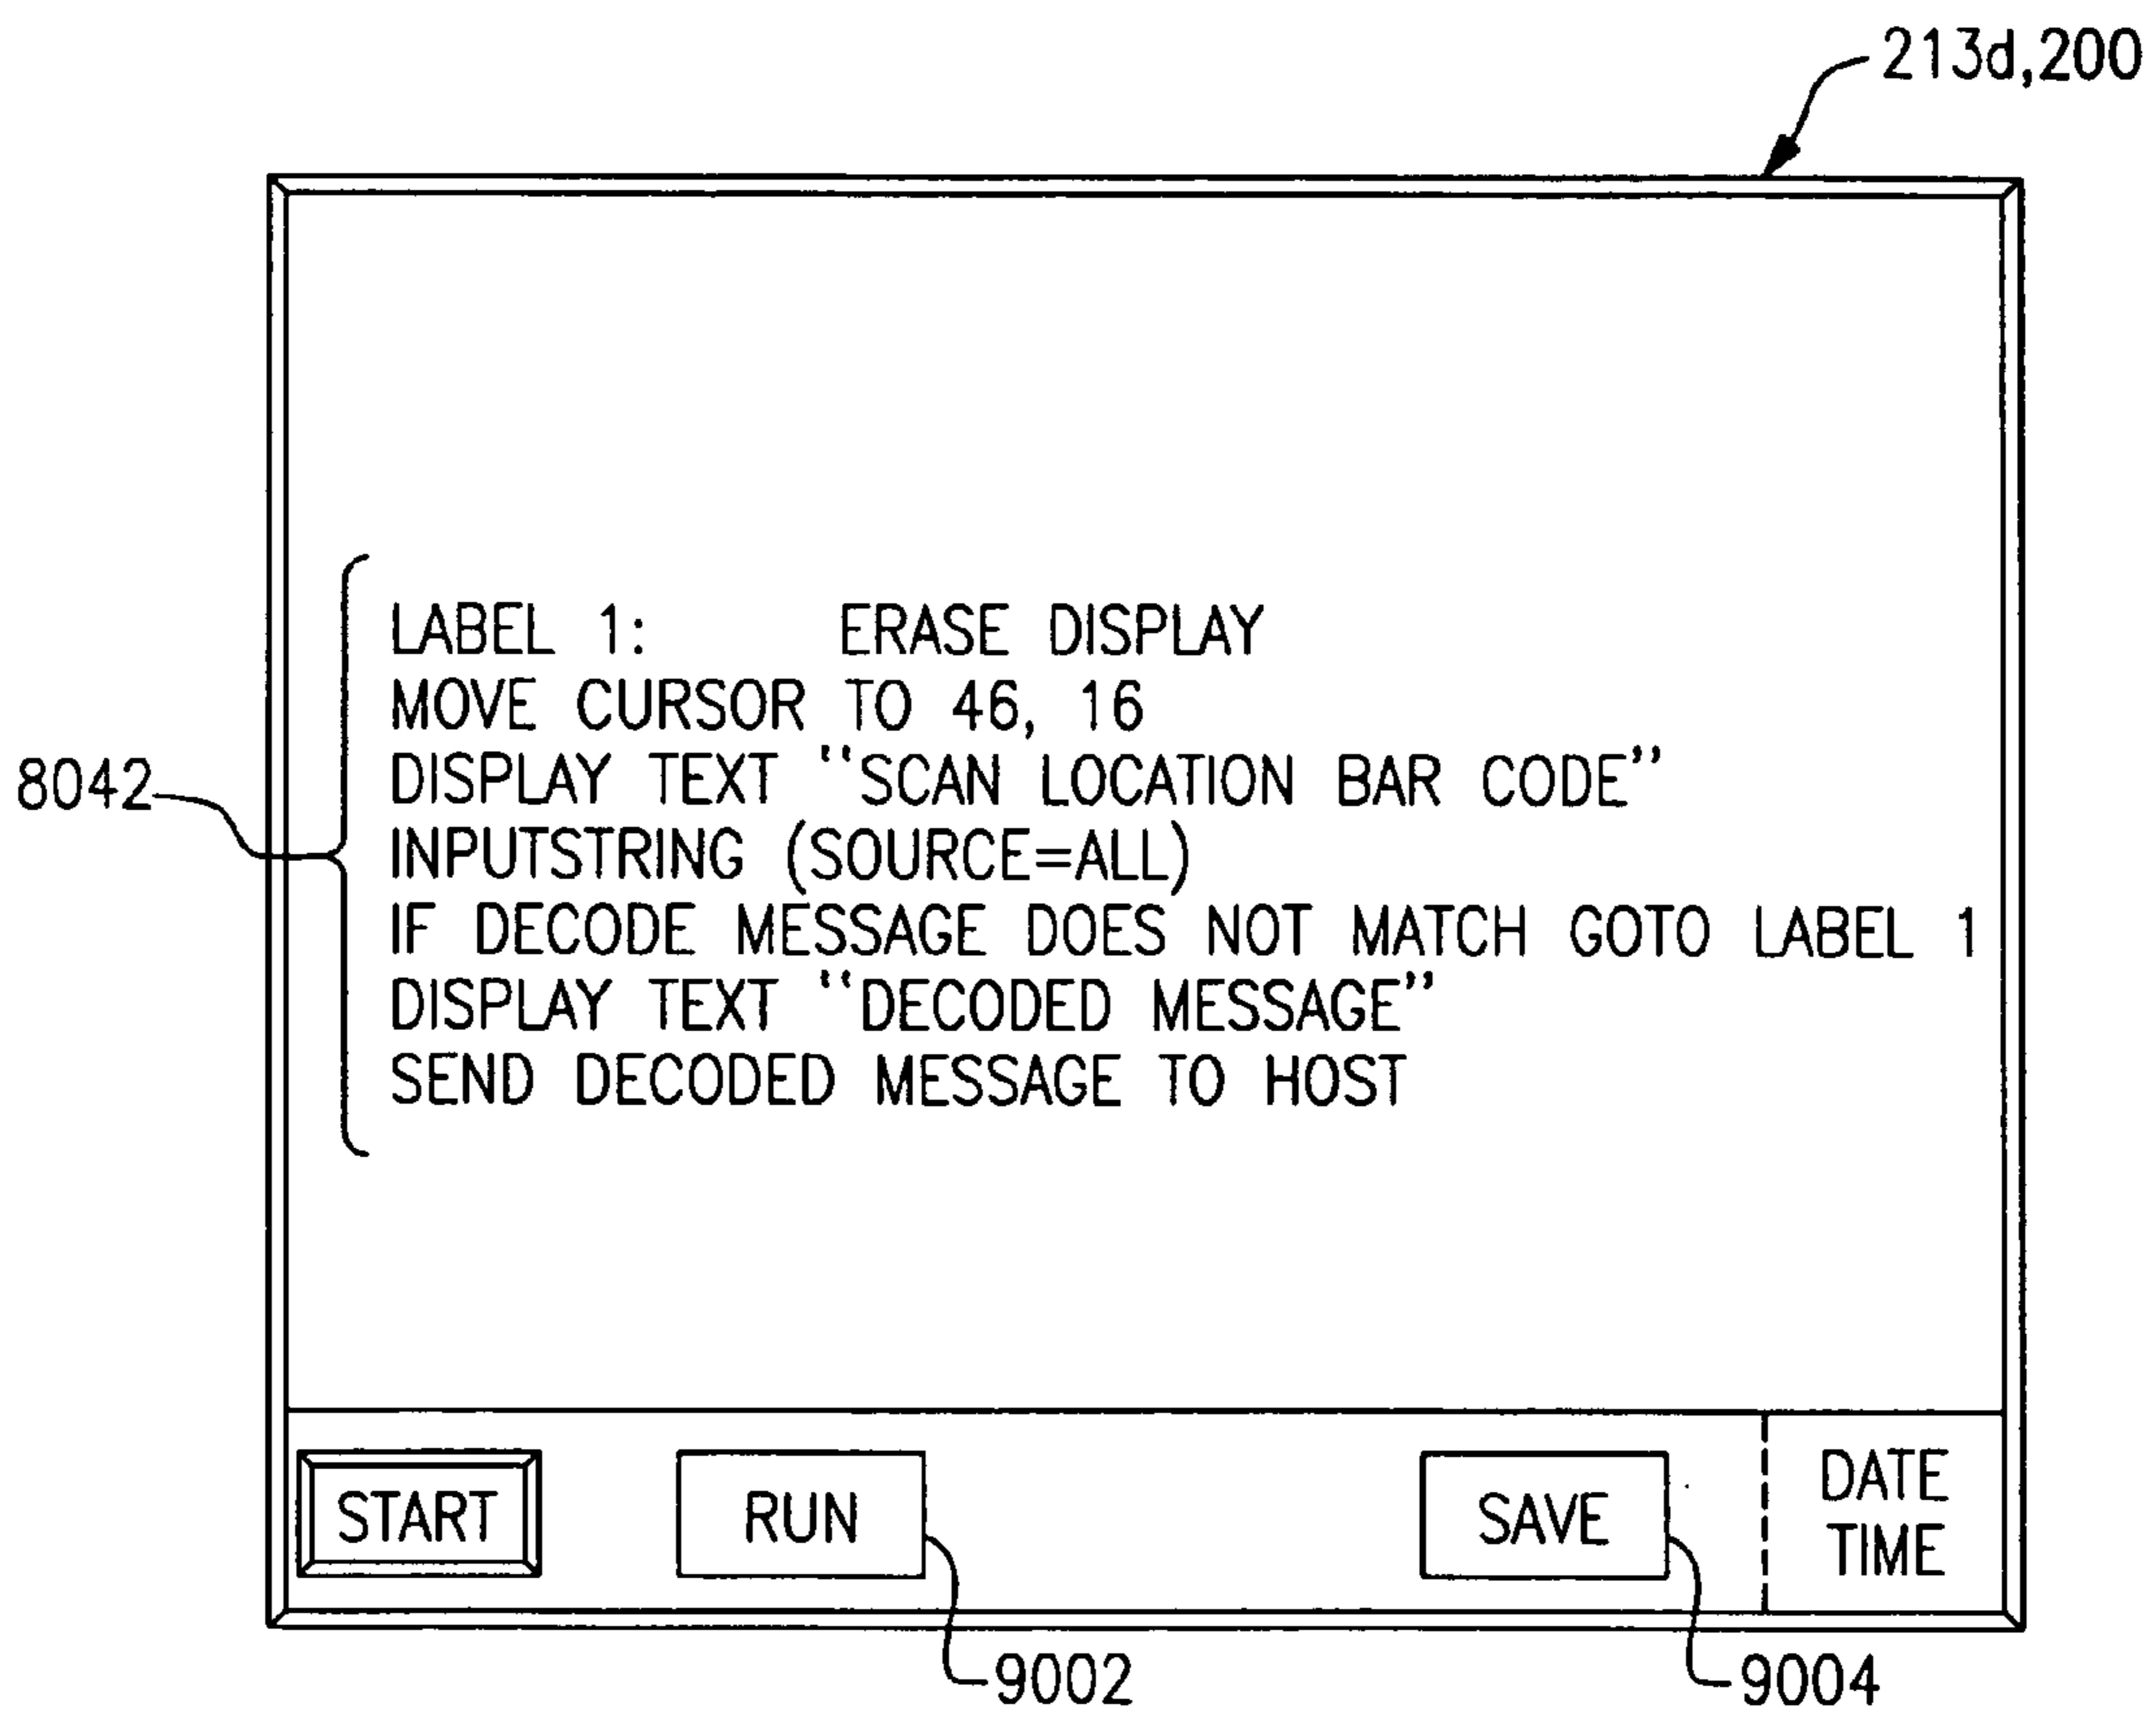 213d,200
LABEL 1: ERASE DISPLAY
MOVE CURSOR TO 46, 16
DISPLAY TEXT "SCAN LOCATION BAR CODE"
8042
INPUTSTRING (SOURCE=ALL)
IF DECODE MESSAGE DOES NOT MATCH GOTO LABEL 1
DISPLAY TEXT "DECODED MESSAGE"
SEND DECODED MESSAGE TO HOST
START
RUN
SAVE
DATE
TIME
9002
9004